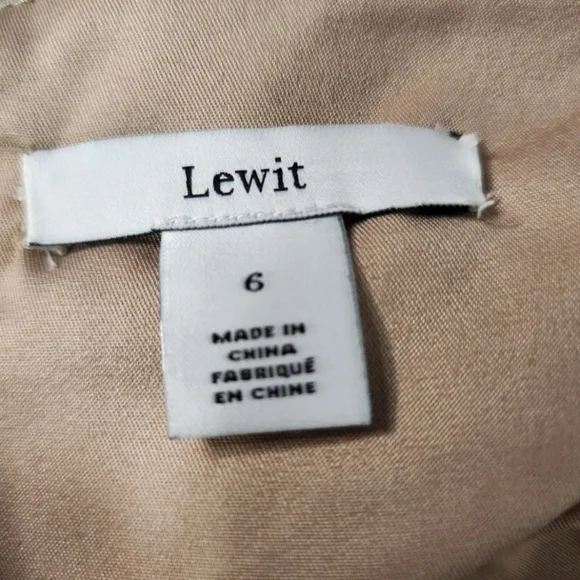 Lewit
6
MADE IN
CHINA
FABRIQUÉ
EN CHINE